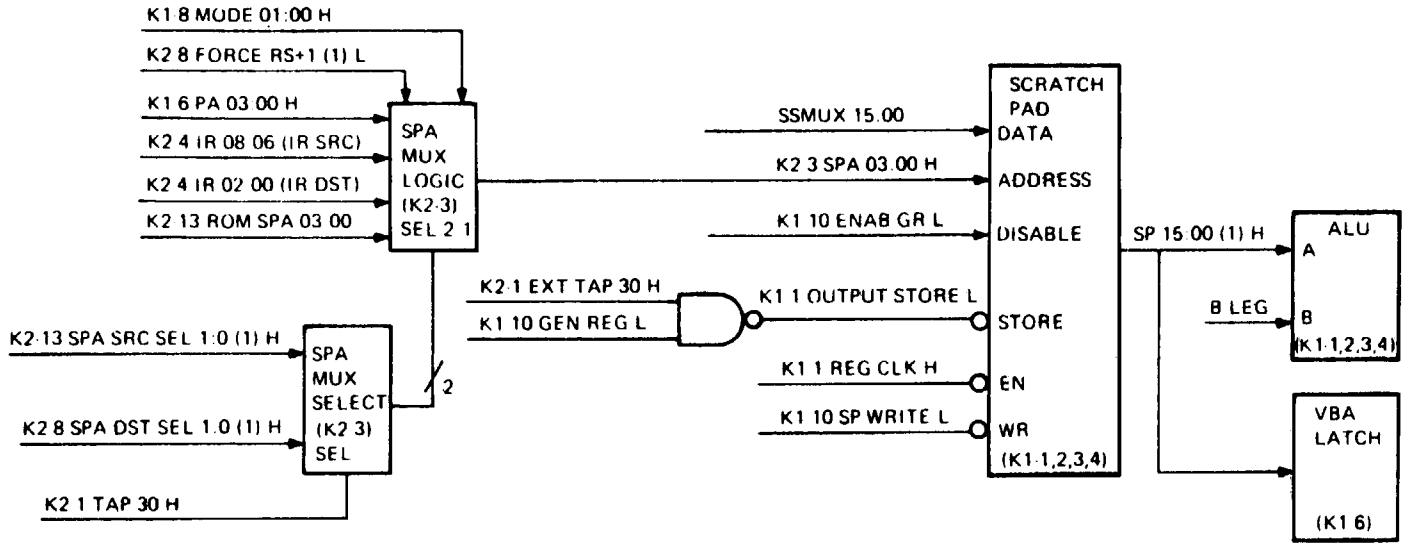 K1-8 MODE 01:00 H
K2 8 FORCE RS+1 (1) L
K1 6 PA 03:00 H
K2 4 IR 08 06 (IR SRC)
K2 4 IR 02 00 (IR DST)
K2-13 ROM SPA 03 00
SPA
MUX
LOGIC
(K2-3)
SEL 2 1
K2-13 SPA SRC SEL 1:0 (1) H
K2 8 SPA DST SEL 1.0 (1) H
K2 1 TAP 30 H
SPA
MUX
SELECT
(K2 3)
SEL
2
SSMUX 15.00
K2 3 SPA 03.00 H
K1 10 ENAB GR L
K2-1 EXT TAP 30 H
K1 10 GEN REG L
K1 1 OUTPUT STORE L
K1 1 REG CLK H
K1 10 SP WRITE L
SCRATCH
PAD
DATA
ADDRESS
DISABLE
STORE
EN
WR
(K1-1,2,3,4)
SP 15:00 (1) H
B LEG
ALU
A
B
(K1-1,2,3,4)
VBA
LATCH
(K1 6)